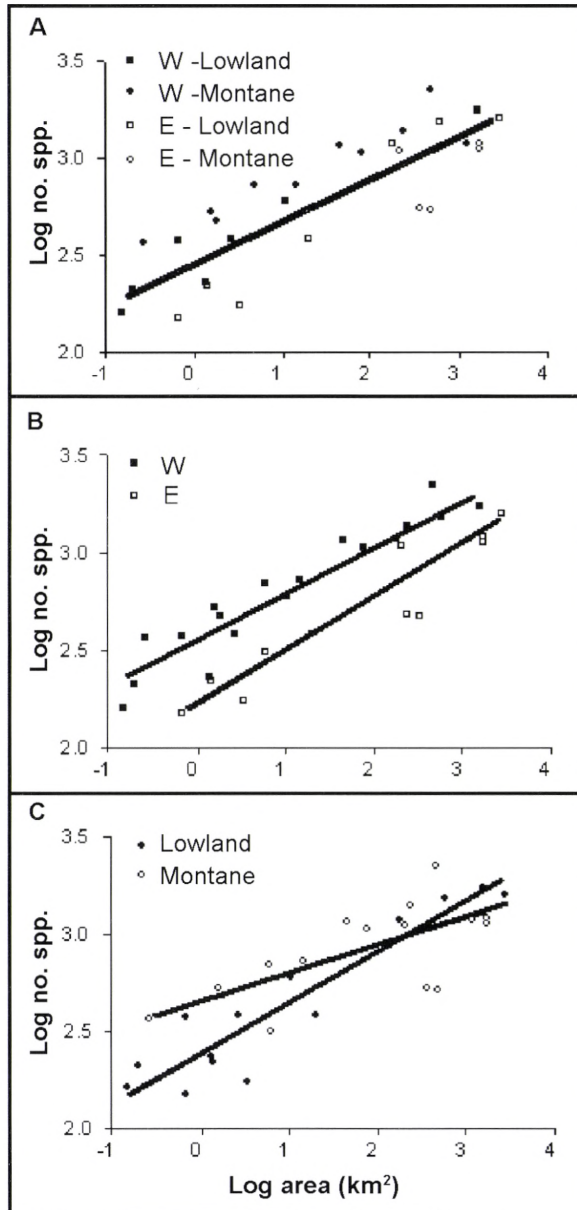 A
W -Lowland
W -Montane
E - Lowland
E - Montane
3.5
3.0
2.5
2.0
Log no. spp.
-1 0 1 2 3 4
B
W
E
3.5
3.0
2.5
2.0
Log no. spp.
-1 0 1 2 3 4
C
Lowland
Montane
3.5
3.0
2.5
2.0
Log no. spp.
-1 0 1 2 3 4
Log area (km²)